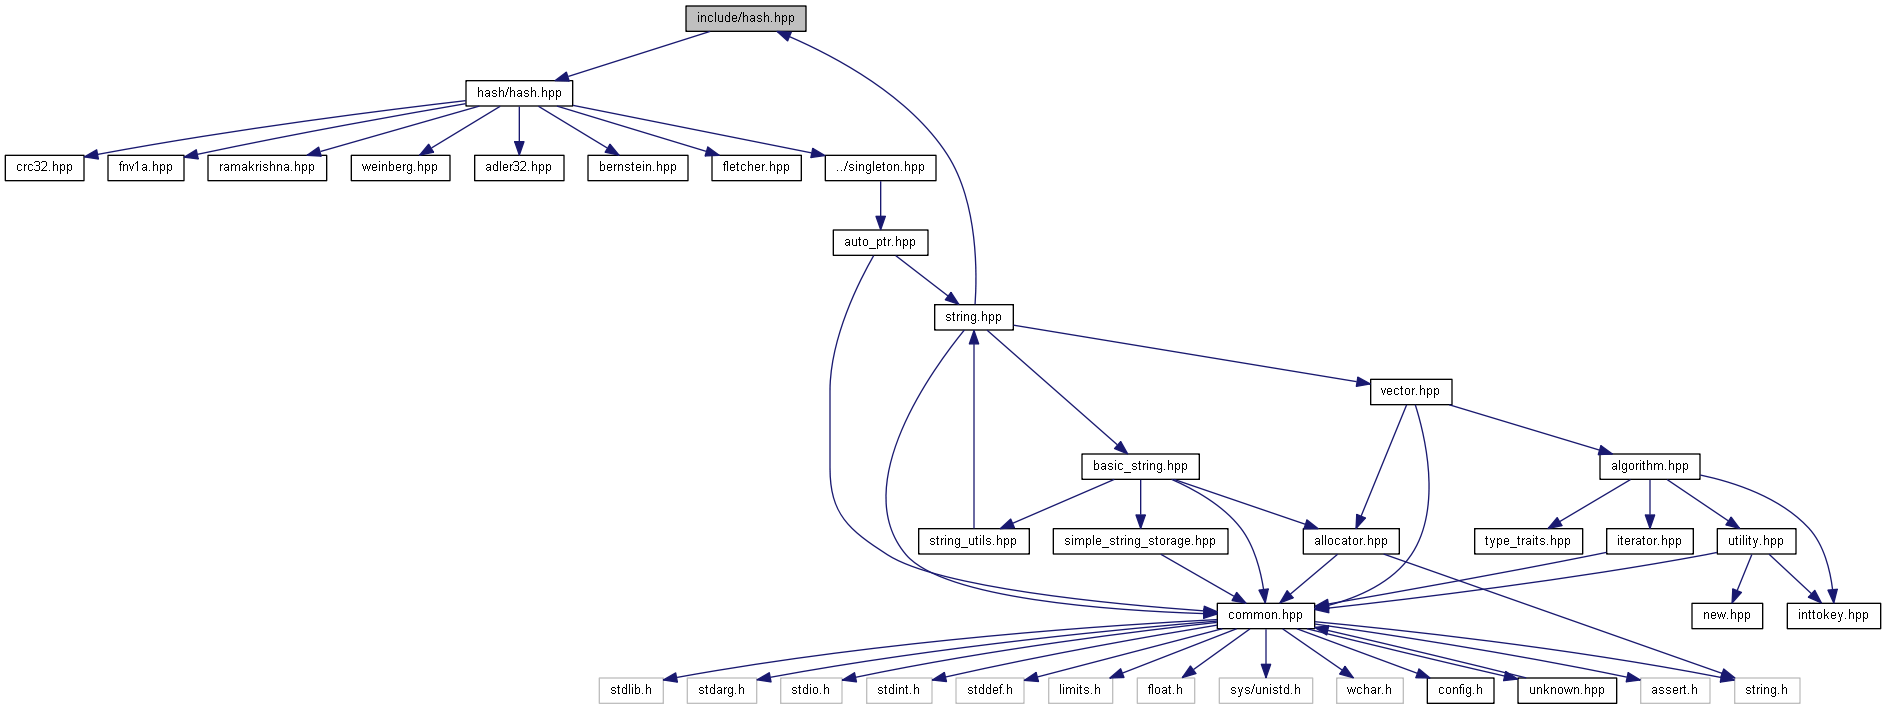 include/hash.hpp
hash/hash.hpp
crc32.hpp
fnv1a.hpp
ramakrishna.hpp
weinberg.hpp
adler32.hpp
bernstein.hpp
fletcher.hpp
../singleton.hpp
auto_ptr.hpp
string.hpp
vector.hpp
basic_string.hpp
algorithm.hpp
string_utils.hpp
simple_string_storage.hpp
allocator.hpp
type_traits.hpp
iterator.hpp
utility.hpp
common.hpp
new.hpp
inttokey.hpp
stdlib.h
stdarg.h
stdio.h
stdint.h
stddef.h
limits.h
float.h
sys/unistd.h
wchar.h
config.h
unknown.hpp
assert.h
string.h